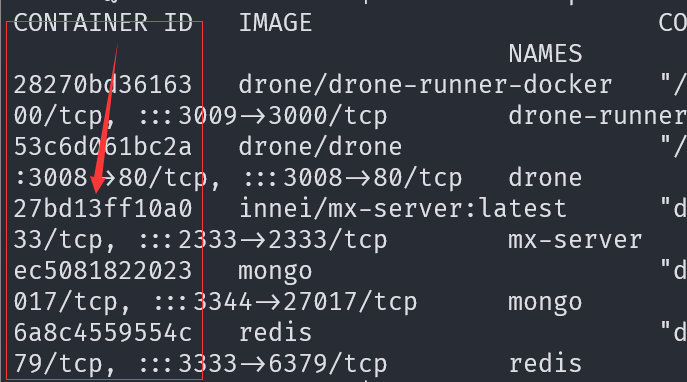 CONTAINER ID   IMAGE                       CO
NAMES
28270bd36163   drone/drone-runner-docker   "/
00/tcp, :::3009->3000/tcp        drone-runner
53c6d061bc2a   drone/drone                 "/
:3008->80/tcp, :::3008->80/tcp   drone
27bd13ff10a0   innei/mx-server:latest      "d
33/tcp, :::2333->2333/tcp        mx-server
ec5081822023   mongo                       "d
017/tcp, :::3344->27017/tcp      mongo
6a8c4559554c   redis                       "d
79/tcp, :::3333->6379/tcp        redis